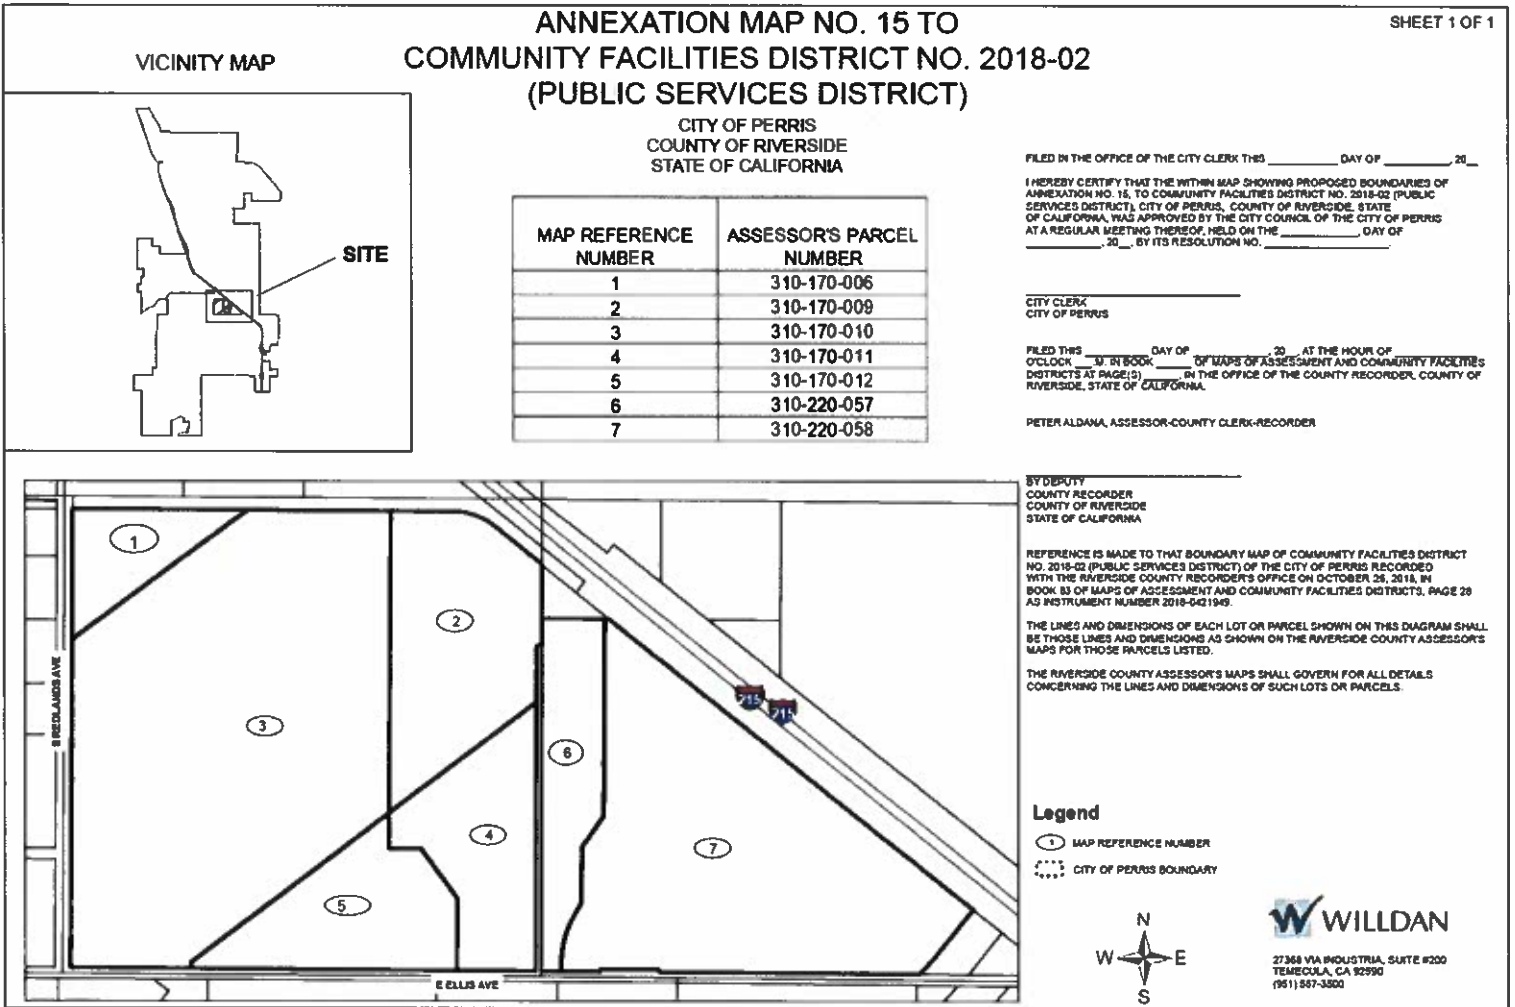 ANNEXATION MAP NO. 15 TO
COMMUNITY FACILITIES DISTRICT NO. 2018-02
(PUBLIC SERVICES DISTRICT)
SHEET 1 OF 1
CITY OF PERRIS
COUNTY OF RIVERSIDE
STATE OF CALIFORNIA
VICINITY MAP
SITE
MAP REFERENCE NUMBER ASSESSOR'S PARCEL NUMBER
1 310-170-006
2 310-170-009
3 310-170-010
4 310-170-011
5 310-170-012
6 310-220-057
7 310-220-058
FILED IN THE OFFICE OF THE CITY CLERK THIS ________ DAY OF ________, 20__
I HEREBY CERTIFY THAT THE WITHIN MAP SHOWING PROPOSED BOUNDARIES OF
ANNEXATION NO. 15, TO COMMUNITY FACILITIES DISTRICT NO. 2018-02 (PUBLIC
SERVICES DISTRICT), CITY OF PERRIS, COUNTY OF RIVERSIDE, STATE
OF CALIFORNIA, WAS APPROVED BY THE CITY COUNCIL OF THE CITY OF PERRIS
AT A REGULAR MEETING THEREOF, HELD ON THE _________ DAY OF
_________, 20__, BY ITS RESOLUTION NO. ______________.
CITY CLERK
CITY OF PERRIS
FILED THIS ________ DAY OF _________, 20__, AT THE HOUR OF ______
O'CLOCK __.M. IN BOOK _____ OF MAPS OF ASSESSMENT AND COMMUNITY FACILITIES
DISTRICTS AT PAGE(S) _____, IN THE OFFICE OF THE COUNTY RECORDER, COUNTY OF
RIVERSIDE, STATE OF CALIFORNIA.
PETER ALDANA, ASSESSOR-COUNTY CLERK-RECORDER
BY DEPUTY
COUNTY RECORDER
COUNTY OF RIVERSIDE
STATE OF CALIFORNIA
REFERENCE IS MADE TO THAT BOUNDARY MAP OF COMMUNITY FACILITIES DISTRICT
NO. 2018-02 (PUBLIC SERVICES DISTRICT) OF THE CITY OF PERRIS RECORDED
WITH THE RIVERSIDE COUNTY RECORDER'S OFFICE ON OCTOBER 25, 2018, IN
BOOK 83 OF MAPS OF ASSESSMENT AND COMMUNITY FACILITIES DISTRICTS, PAGE 28
AS INSTRUMENT NUMBER 2018-0421949.
THE LINES AND DIMENSIONS OF EACH LOT OR PARCEL SHOWN ON THIS DIAGRAM SHALL
BE THOSE LINES AND DIMENSIONS AS SHOWN ON THE RIVERSIDE COUNTY ASSESSOR'S
MAPS FOR THOSE PARCELS LISTED.
THE RIVERSIDE COUNTY ASSESSOR'S MAPS SHALL GOVERN FOR ALL DETAILS
CONCERNING THE LINES AND DIMENSIONS OF SUCH LOTS OR PARCELS.
1
2
3
4
5
6
7
215
215
S REDLANDS AVE
E ELLIS AVE
Legend
1 MAP REFERENCE NUMBER
CITY OF PERRIS BOUNDARY
N
W E
S
W WILLDAN
27368 VIA INDUSTRIA, SUITE #200
TEMECULA, CA 92590
(951) 587-3500